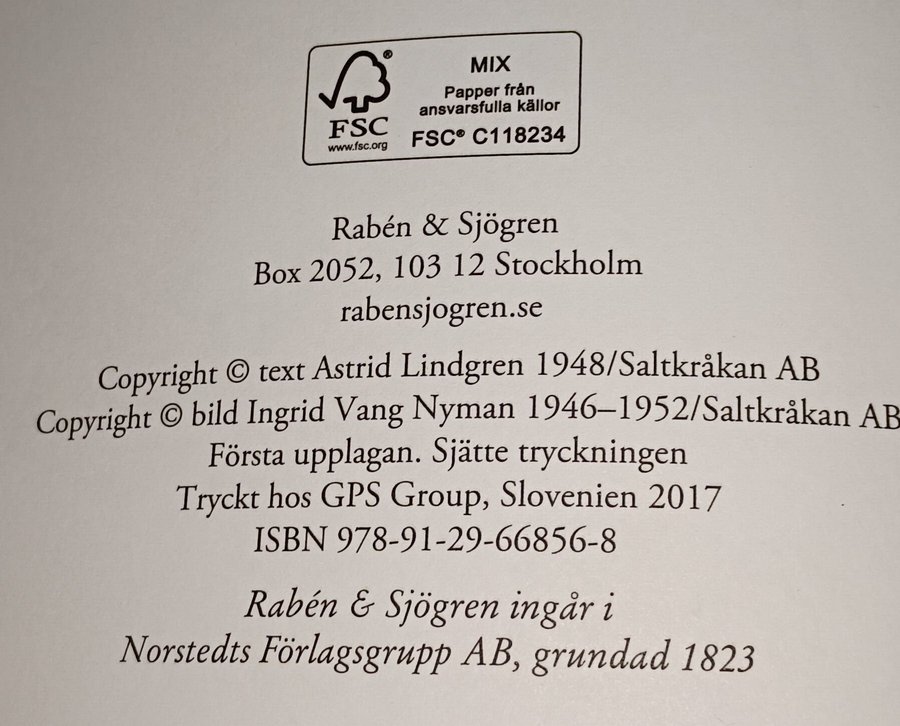 MIX
Papper från
ansvarsfulla källor
FSC® C118234
®
FSC
www.fsc.org
Rabén & Sjögren
Box 2052, 103 12 Stockholm
rabensjogren.se
Copyright © text Astrid Lindgren 1948/Saltkråkan AB
Copyright © bild Ingrid Vang Nyman 1946–1952/Saltkråkan AB
Första upplagan. Sjätte tryckningen
Tryckt hos GPS Group, Slovenien 2017
ISBN 978-91-29-66856-8
Rabén & Sjögren ingår i
Norstedts Förlagsgrupp AB, grundad 1823